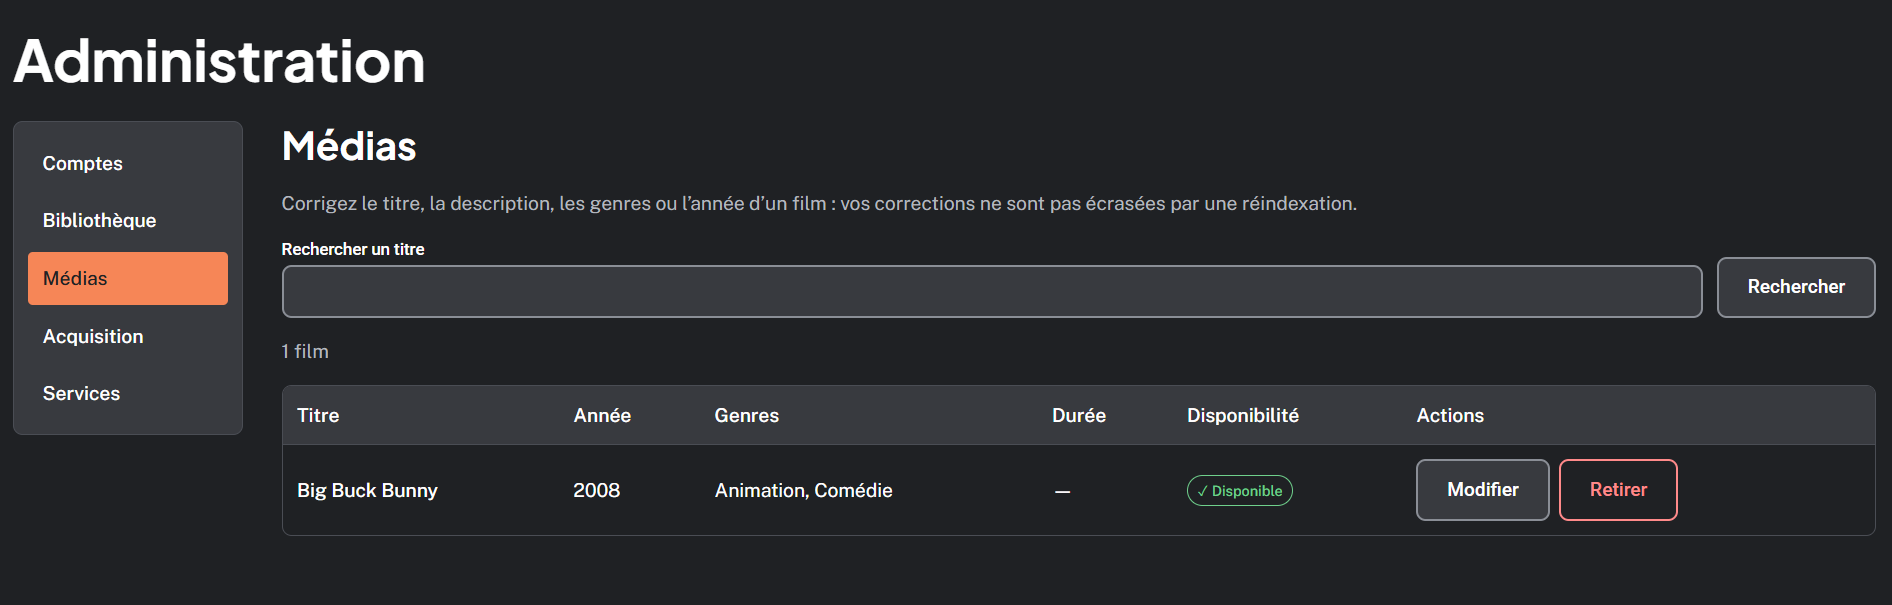 Administration
Comptes
Bibliothèque
Médias
Acquisition
Services
Médias
Corrigez le titre, la description, les genres ou l’année d’un film : vos corrections ne sont pas écrasées par une réindexation.
Rechercher un titre
Rechercher
1 film
Titre Année Genres Durée Disponibilité Actions
Big Buck Bunny 2008 Animation, Comédie — ✓ Disponible Modifier Retirer